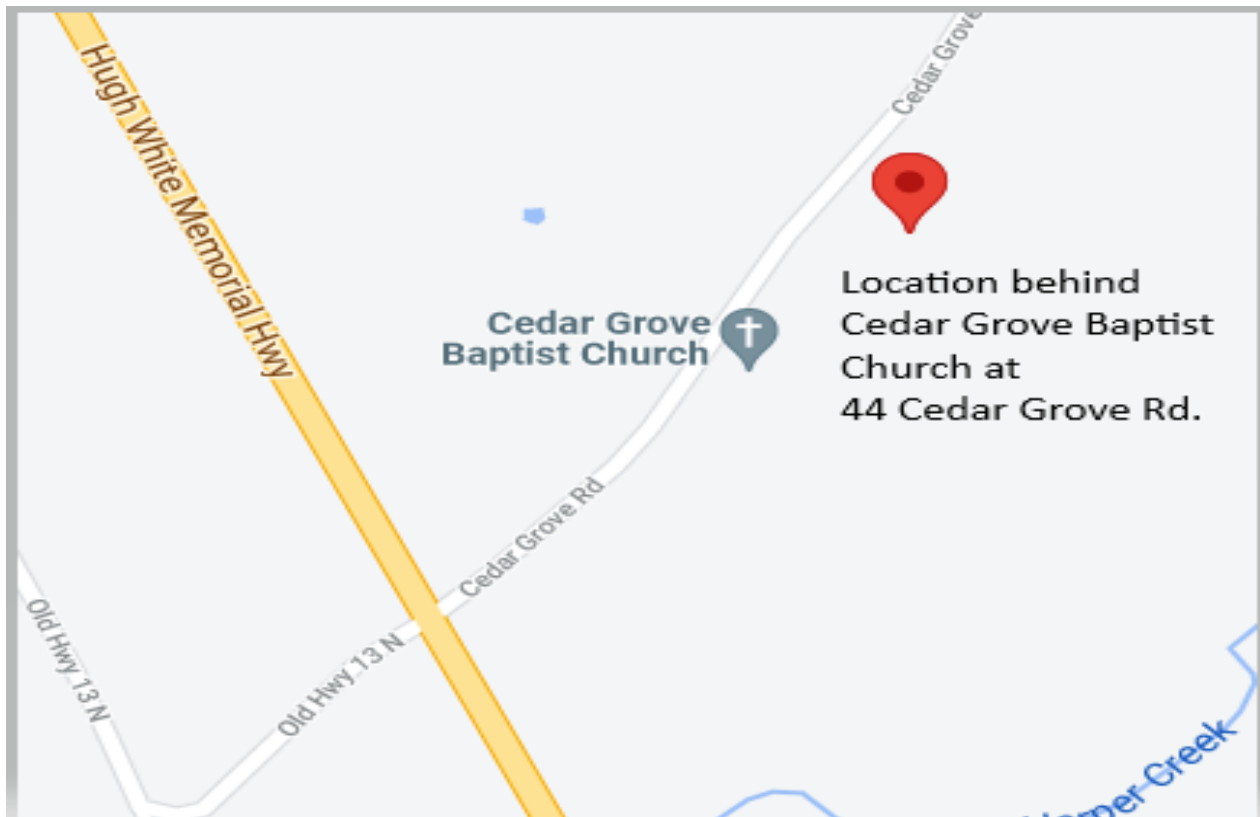 Hugh White Memorial Hwy
Cedar Grove
Cedar Grove
Baptist Church
Location behind
Cedar Grove Baptist
Church at
44 Cedar Grove Rd.
Cedar Grove Rd
Old Hwy 13 N
Old Hwy 13 N
Creek